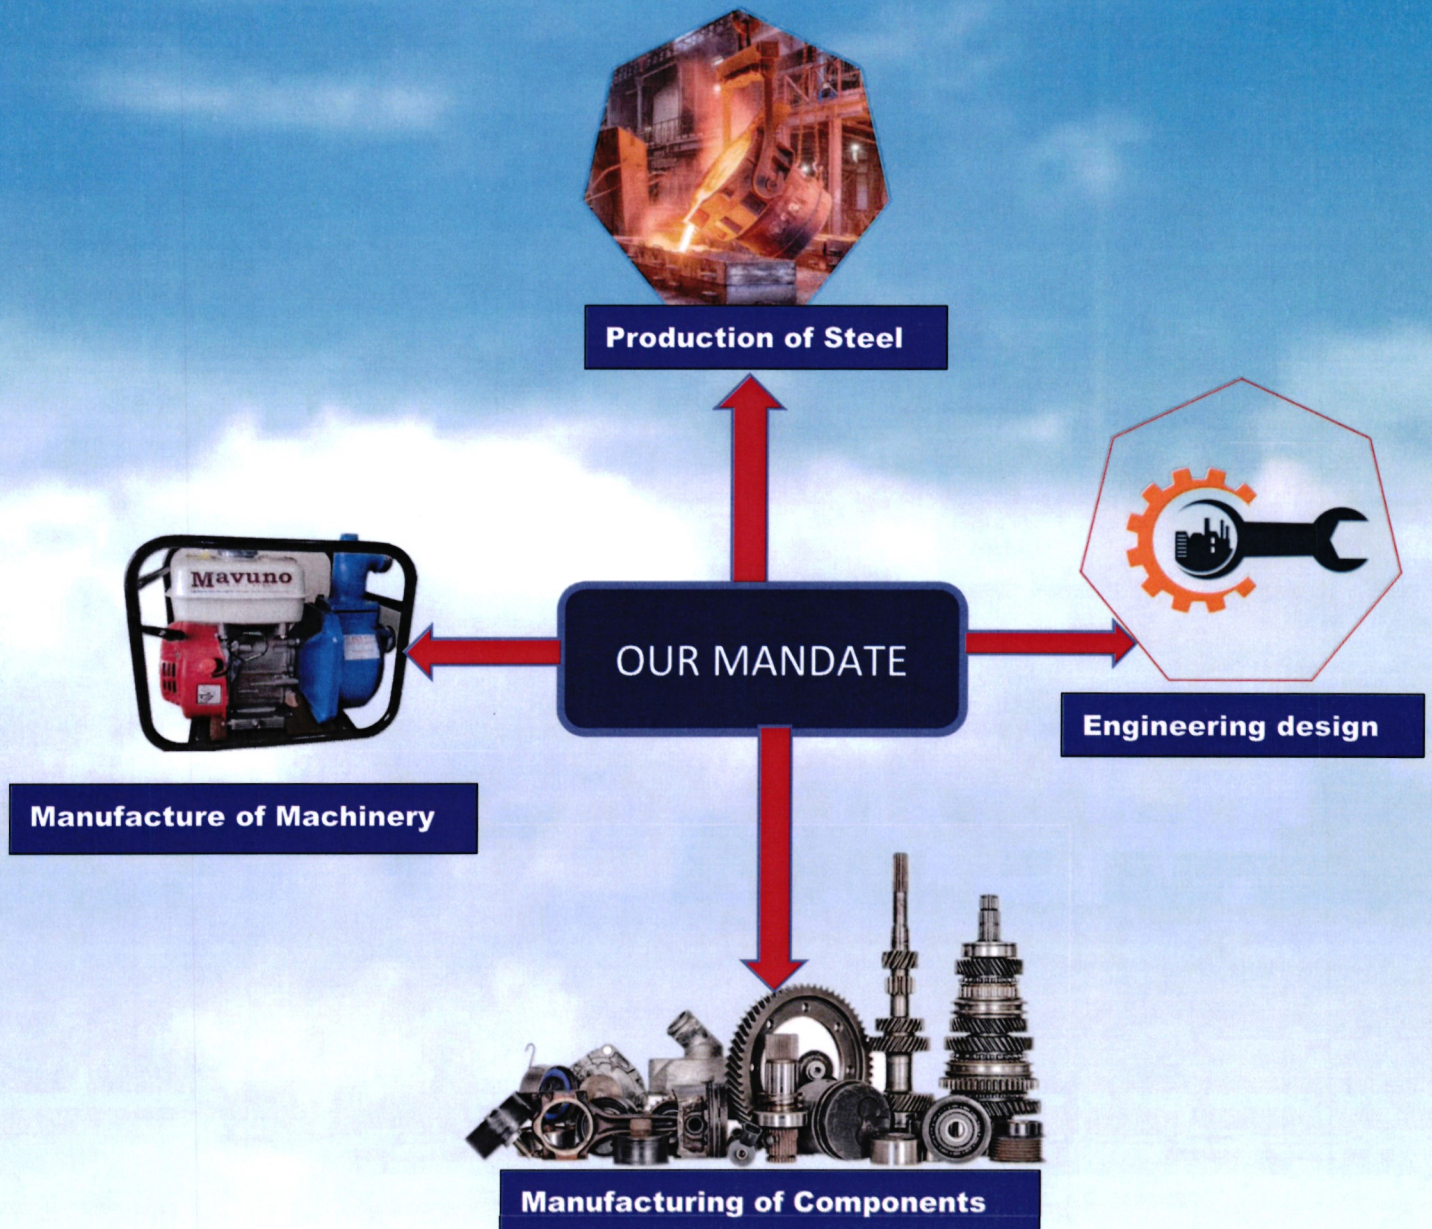 Production of Steel
Mavuno
OUR MANDATE
Engineering design
Manufacture of Machinery
Manufacturing of Components